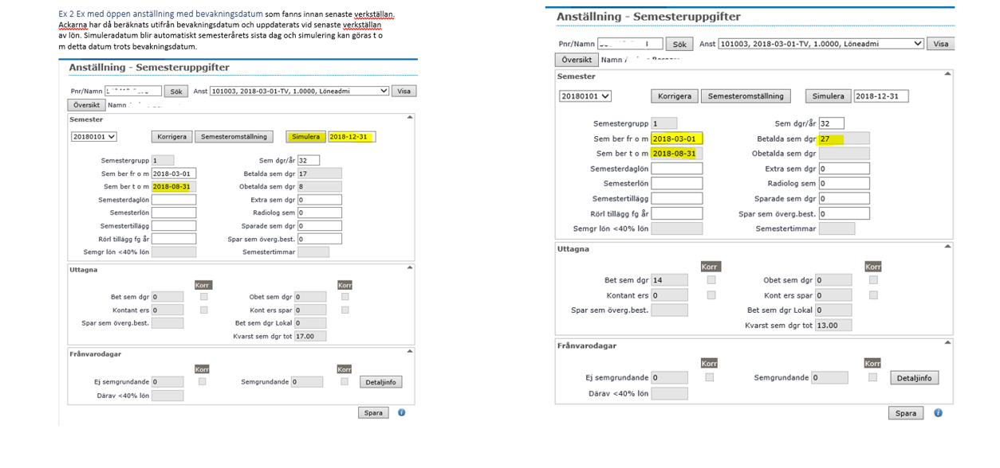 Ex 2 Ex med öppen anställning med bevakningsdatum som fanns innan senaste verkställan.
Ackarna har då beräknats utifrån bevakningsdatum och uppdaterats vid senaste verkställan
av lön. Simuleradatum blir automatiskt semesterårets sista dag och simulering kan göras t o
m detta datum trots bevakningsdatum.
Anställning - Semesteruppgifter
Pnr/Namn Sök Anst 101003, 2018-03-01-TV, 1.0000, Löneadmi Visa
Översikt Namn
Semester
20180101 Korrigera Semesteromställning Simulera 2018-12-31
Semestergrupp 1 Sem dgr/år 32
Sem ber fr o m 2018-03-01 Betalda sem dgr 17
Sem ber t o m 2018-08-31 Obetalda sem dgr 8
Semesterdaglön Extra sem dgr 0
Semesterlön Radiolog sem 0
Semestertillägg Sparade sem dgr 0
Rörl tillägg fg år Spar sem överg.best. 0
Semgr lön <40% lön Semestertimmar
Uttagna
Korr Korr
Bet sem dgr 0 Obet sem dgr 0
Kontant ers 0 Kont ers spar 0
Spar sem överg.best. Bet sem dgr Lokal 0
Kvarst sem dgr tot 17.00
Frånvarodagar
Korr Korr
Ej semgrundande 0 Semgrundande 0 Detaljinfo
Därav <40% lön
Spara
Anställning - Semesteruppgifter
Pnr/Namn Sök Anst 101003, 2018-03-01-TV, 1.0000, Löneadmi Visa
Översikt Namn
Semester
20180101 Korrigera Semesteromställning Simulera 2018-12-31
Semestergrupp 1 Sem dgr/år 32
Sem ber fr o m 2018-03-01 Betalda sem dgr 27
Sem ber t o m 2018-08-31 Obetalda sem dgr
Semesterdaglön Extra sem dgr 0
Semesterlön Radiolog sem 0
Semestertillägg Sparade sem dgr 0
Rörl tillägg fg år Spar sem överg.best. 0
Semgr lön <40% lön Semestertimmar
Uttagna
Korr Korr
Bet sem dgr 14 Obet sem dgr 0
Kontant ers 0 Kont ers spar 0
Spar sem överg.best. Bet sem dgr Lokal 0
Kvarst sem dgr tot 13.00
Frånvarodagar
Korr Korr
Ej semgrundande 0 Semgrundande 0 Detaljinfo
Därav <40% lön
Spara